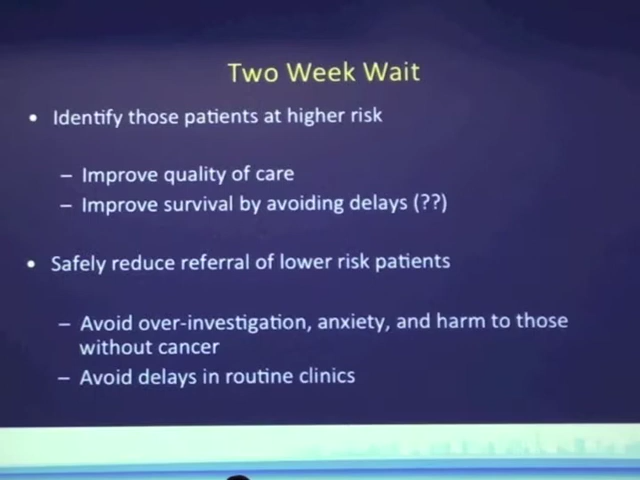 Two Week Wait
• Identify those patients at higher risk
– Improve quality of care
– Improve survival by avoiding delays (??)
• Safely reduce referral of lower risk patients
– Avoid over-investigation, anxiety, and harm to those
without cancer
– Avoid delays in routine clinics